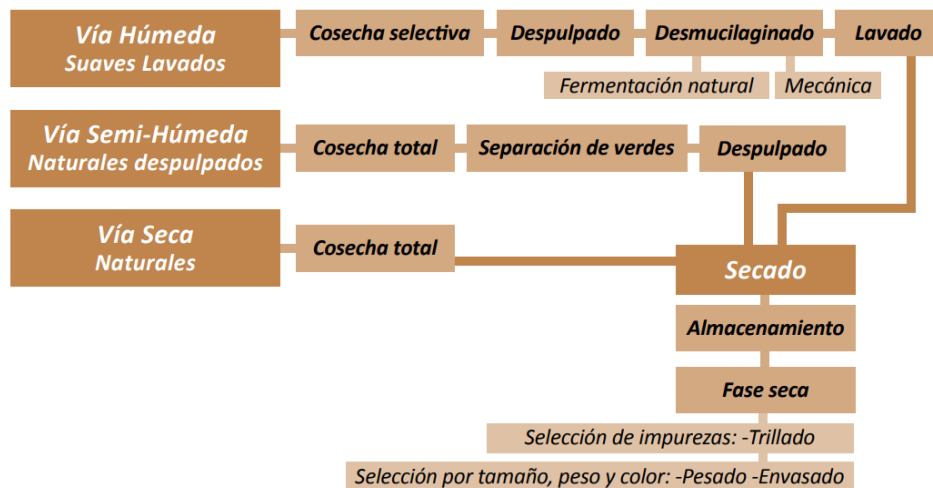 Vía Húmeda
Suaves Lavados
Cosecha selectiva
Despulpado
Desmucilaginado
Lavado
Fermentación natural
Mecánica
Vía Semi-Húmeda
Naturales despulpados
Cosecha total
Separación de verdes
Despulpado
Vía Seca
Naturales
Cosecha total
Secado
Almacenamiento
Fase seca
Selección de impurezas: -Trillado
Selección por tamaño, peso y color: -Pesado -Envasado